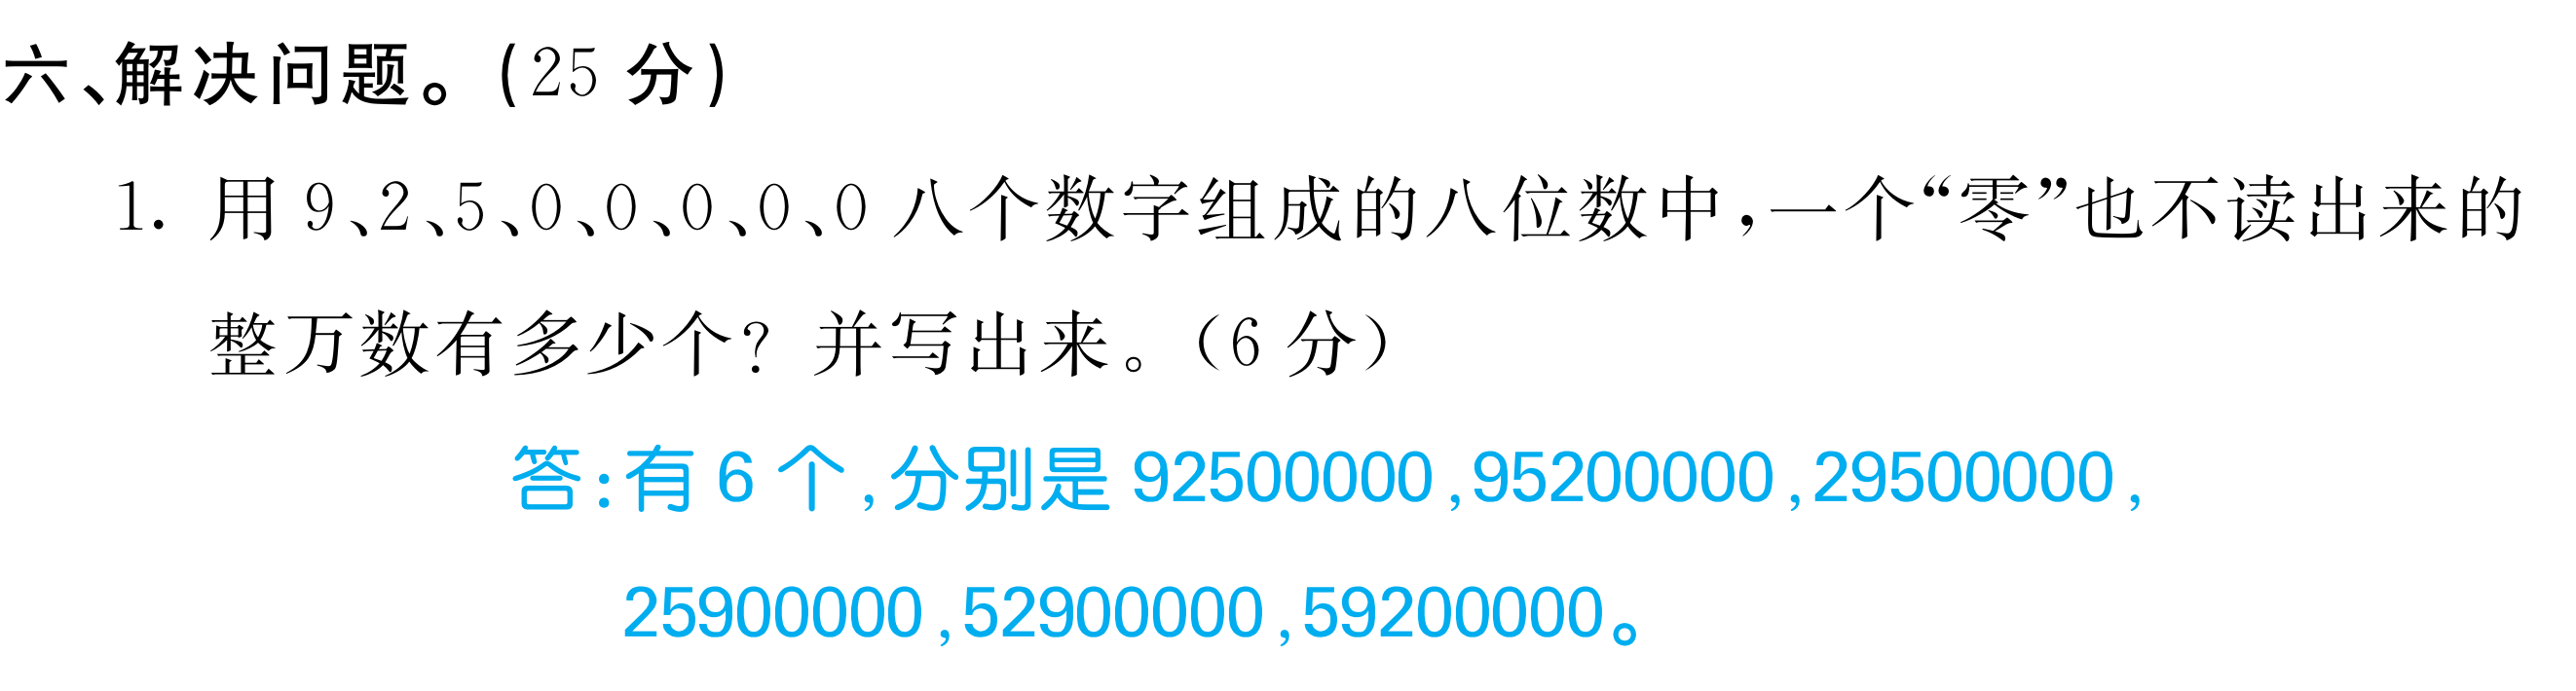 六、解决问题。(25 分)
1. 用 9、2、5、0、0、0、0、0 八个数字组成的八位数中,一个“零”也不读出来的
整万数有多少个? 并写出来。(6 分)
答:有 6 个,分别是 92500000,95200000,29500000,
25900000,52900000,59200000。